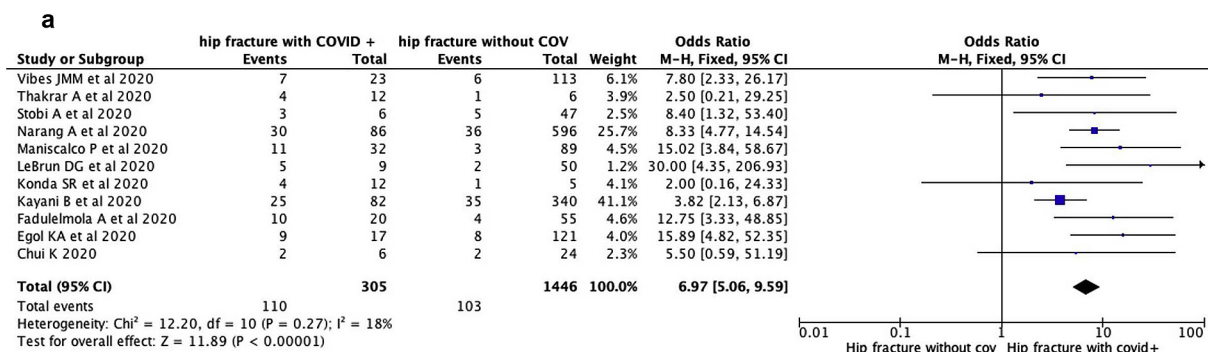 a
hip fracture with COVID + hip fracture without COV Odds Ratio Odds Ratio
Study or Subgroup Events Total Events Total Weight M-H, Fixed, 95% CI M-H, Fixed, 95% CI
Vibes JMM et al 2020 7 23 6 113 6.1% 7.80 [2.33, 26.17]
Thakrar A et al 2020 4 12 1 6 3.9% 2.50 [0.21, 29.25]
Stobi A et al 2020 3 6 5 47 2.5% 8.40 [1.32, 53.40]
Narang A et al 2020 30 86 36 596 25.7% 8.33 [4.77, 14.54]
Maniscalco P et al 2020 11 32 3 89 4.5% 15.02 [3.84, 58.67]
LeBrun DG et al 2020 5 9 2 50 1.2% 30.00 [4.35, 206.93]
Konda SR et al 2020 4 12 1 5 4.1% 2.00 [0.16, 24.33]
Kayani B et al 2020 25 82 35 340 41.1% 3.82 [2.13, 6.87]
Fadulelmola A et al 2020 10 20 4 55 4.6% 12.75 [3.33, 48.85]
Egol KA et al 2020 9 17 8 121 4.0% 15.89 [4.82, 52.35]
Chui K 2020 2 6 2 24 2.3% 5.50 [0.59, 51.19]
Total (95% CI) 305 1446 100.0% 6.97 [5.06, 9.59]
Total events 110 103
Heterogeneity: Chi² = 12.20, df = 10 (P = 0.27); I² = 18%
Test for overall effect: Z = 11.89 (P < 0.00001)
0.01 0.1 1 10 100
Hip fracture without cov Hip fracture with covid+